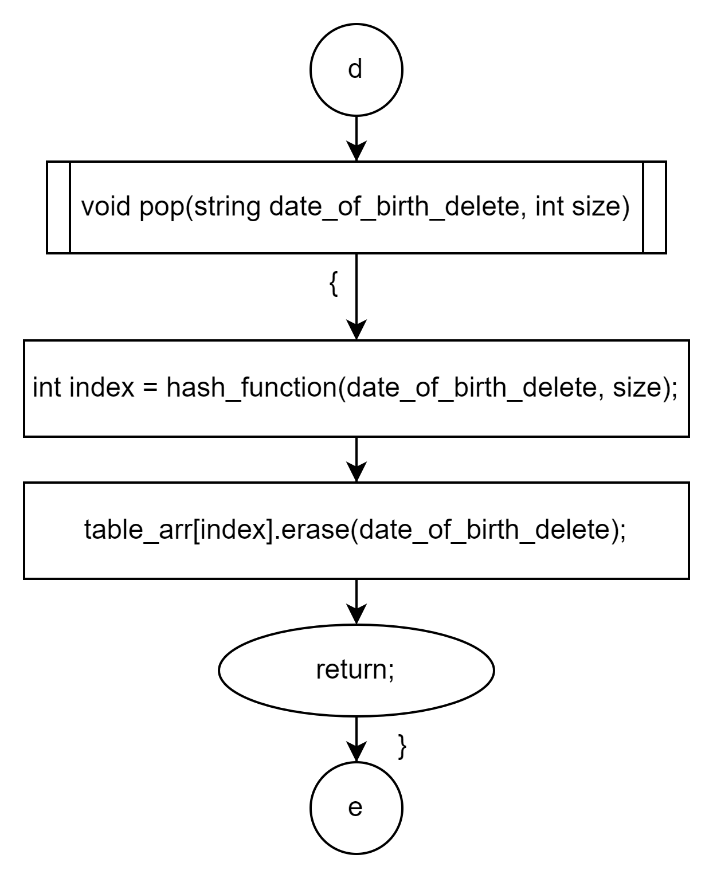 d
void pop(string date_of_birth_delete, int size)
{
int index = hash_function(date_of_birth_delete, size);
table_arr[index].erase(date_of_birth_delete);
return;
}
e